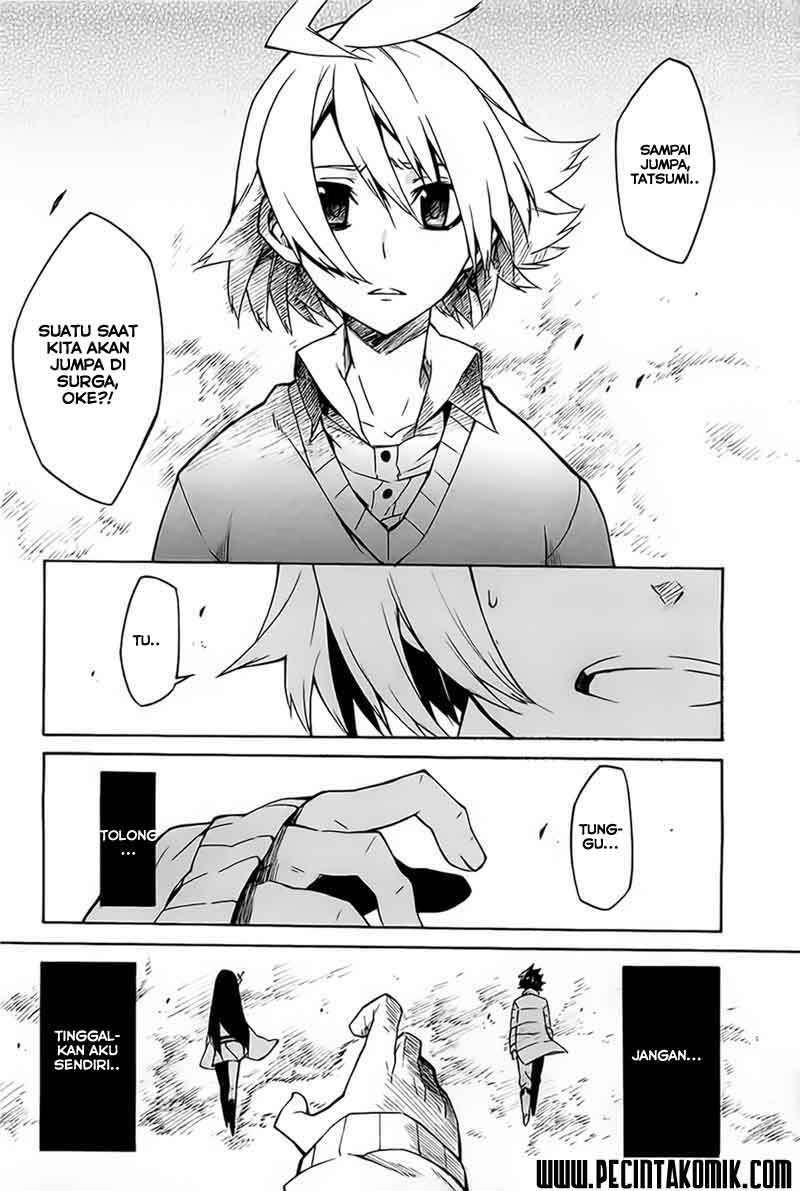 SAMPAI
JUMPA,
TATSUMI..
SUATU SAAT
KITA AKAN
JUMPA DI
SURGA,
OKE?!
TU..
TUNG-
GU...
TOLONG
...
JANGAN...
TINGGAL-
KAN AKU
SENDIRI..
WWW.PECINTAKOMIK.COM